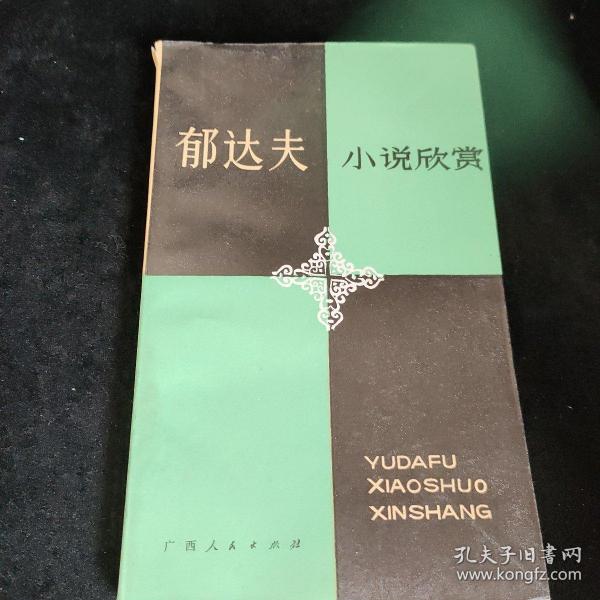 郁达夫
小说欣赏
YUDAFU
XIAOSHUO
XINSHANG
广西人民出版社
孔夫子旧書网
www.kongfz.com